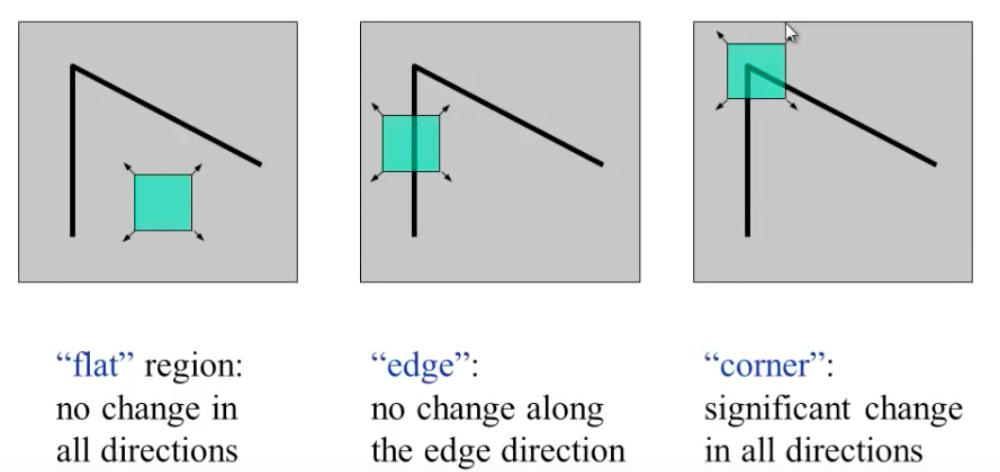 “flat” region:
no change in
all directions
“edge”:
no change along
the edge direction
“corner”:
significant change
in all directions